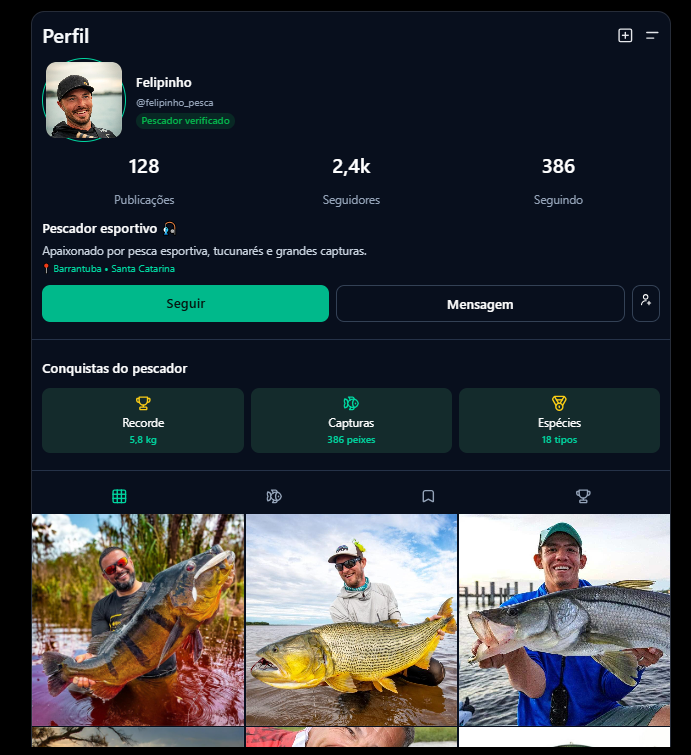 Perfil
Felipinho
@felipinho_pesca
Pescador verificado
128
2,4k
386
Publicações
Seguidores
Seguindo
Pescador esportivo 🎣
Apaixonado por pesca esportiva, tucunarés e grandes capturas.
📍 Barrantuba • Santa Catarina
Seguir
Mensagem
Conquistas do pescador
Recorde
5,8 kg
Capturas
386 peixes
Espécies
18 tipos